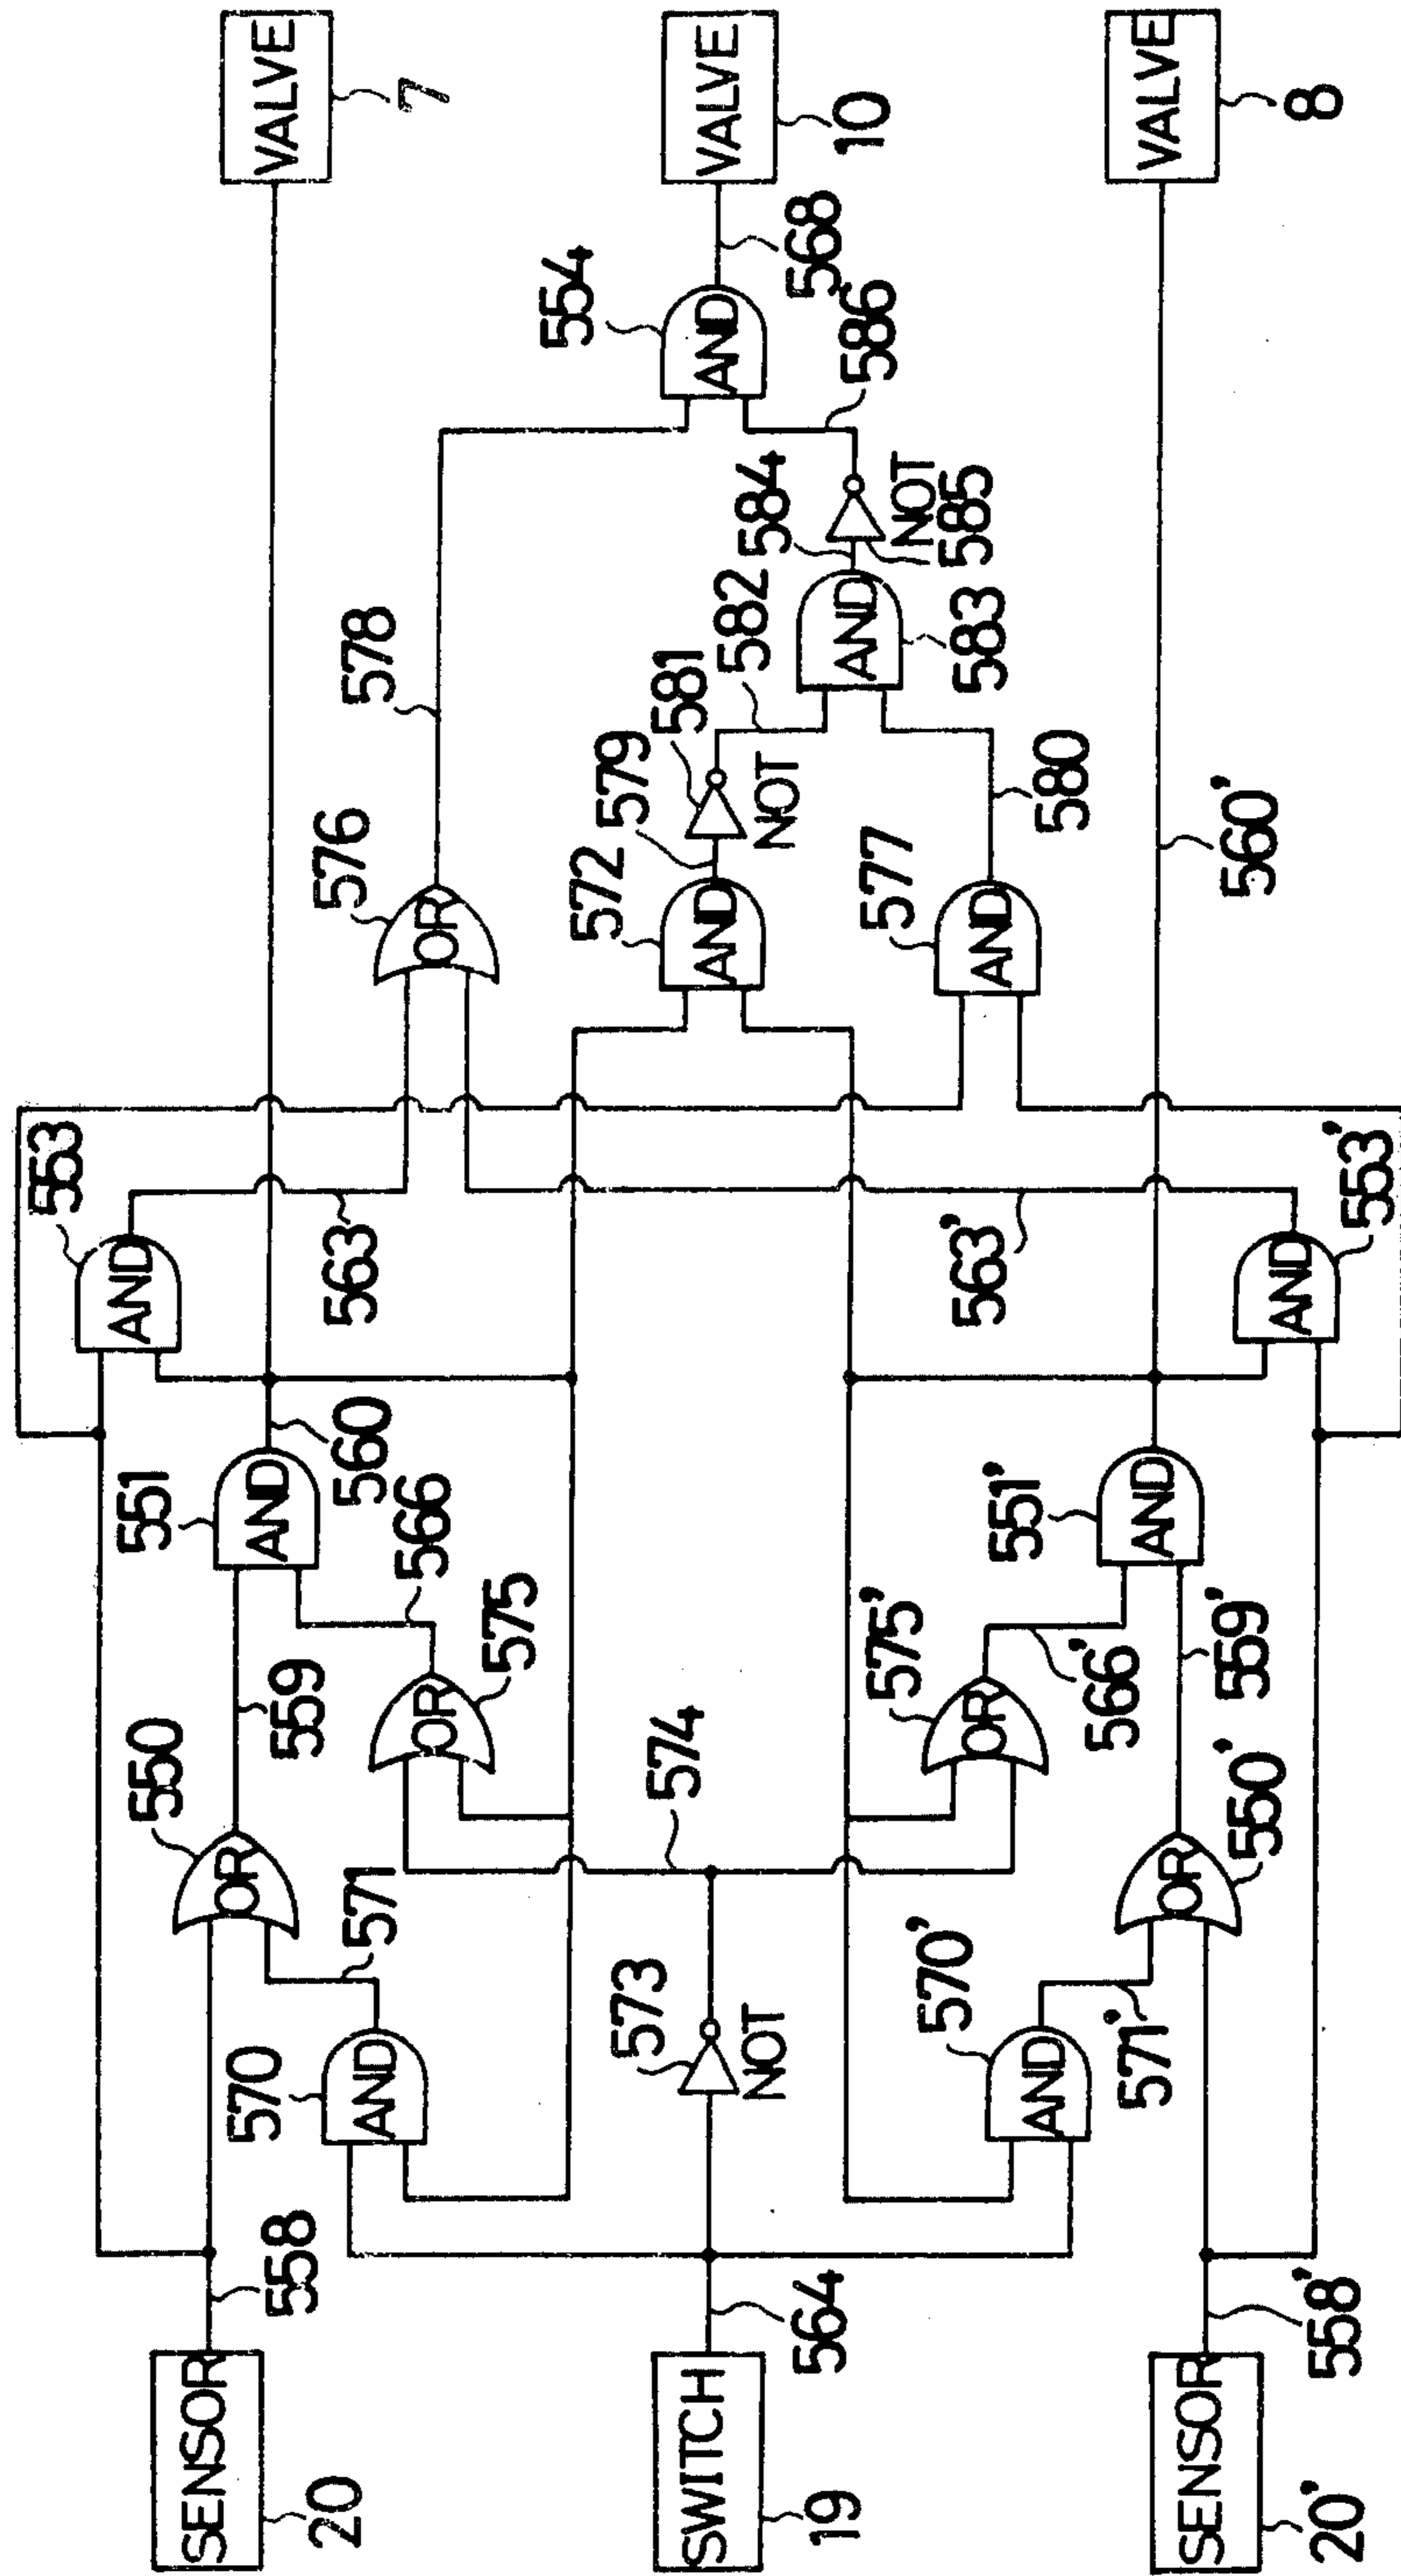 SENSOR
20
558
SWITCH
19
564
SENSOR
20'
558'
AND
570
571
NOT
573
574
AND
570'
571'
OR
550
559
OR
575
566
OR
575'
566'
OR
550'
559'
AND
551
560
AND
551'
AND
553
563
AND
553'
563'
OR
576
578
AND
572
579
NOT
581
582
AND
577
580
AND
583
584
NOT
585
586
AND
554
568
560'
VALVE
7
VALVE
10
VALVE
8